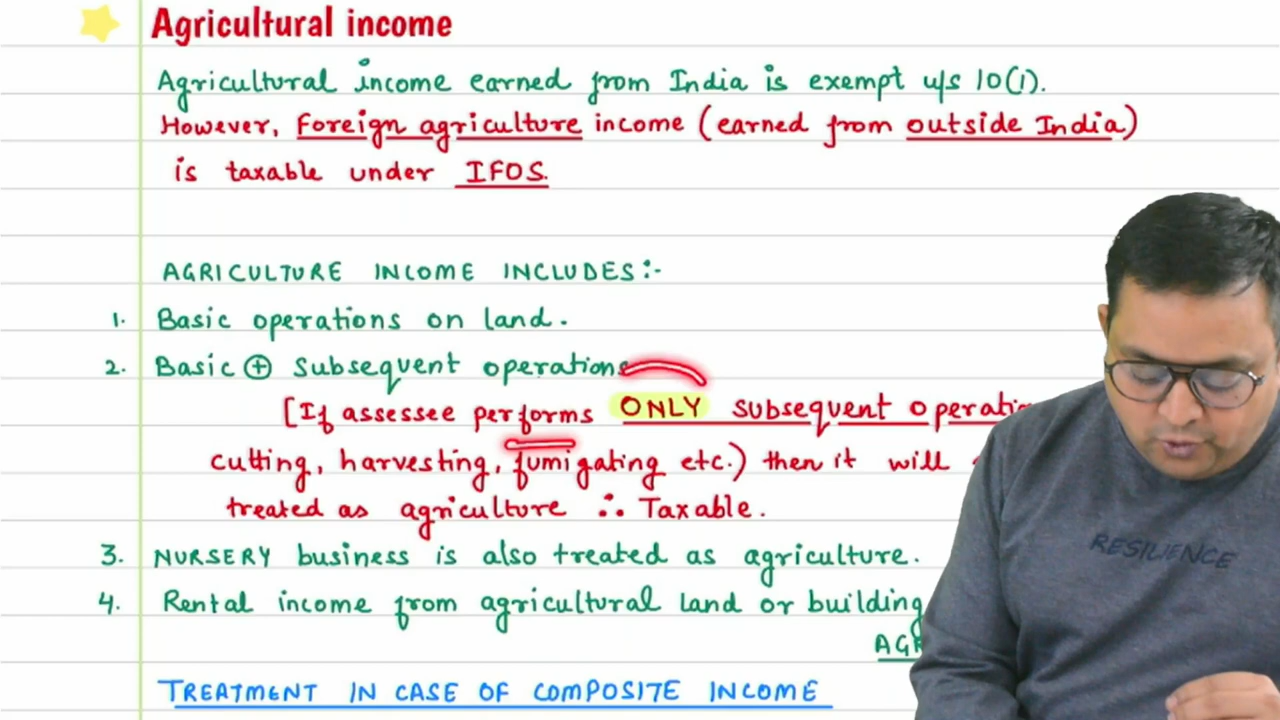 Agricultural income
Agricultural income earned from India is exempt u/s 10(1).
However, Foreign agriculture income (earned from outside India)
is taxable under IFOS.
AGRICULTURE INCOME INCLUDES:-
1. Basic operations on land.
2. Basic ⊕ Subsequent operations
[If assessee performs ONLY subsequent
cutting, harvesting, fumigating etc.) then it will
treated as agriculture ∴ Taxable.
3. NURSERY business is also treated as agriculture.
4. Rental income from agricultural land or building
TREATMENT IN CASE OF COMPOSITE INCOME
RESILIENCE